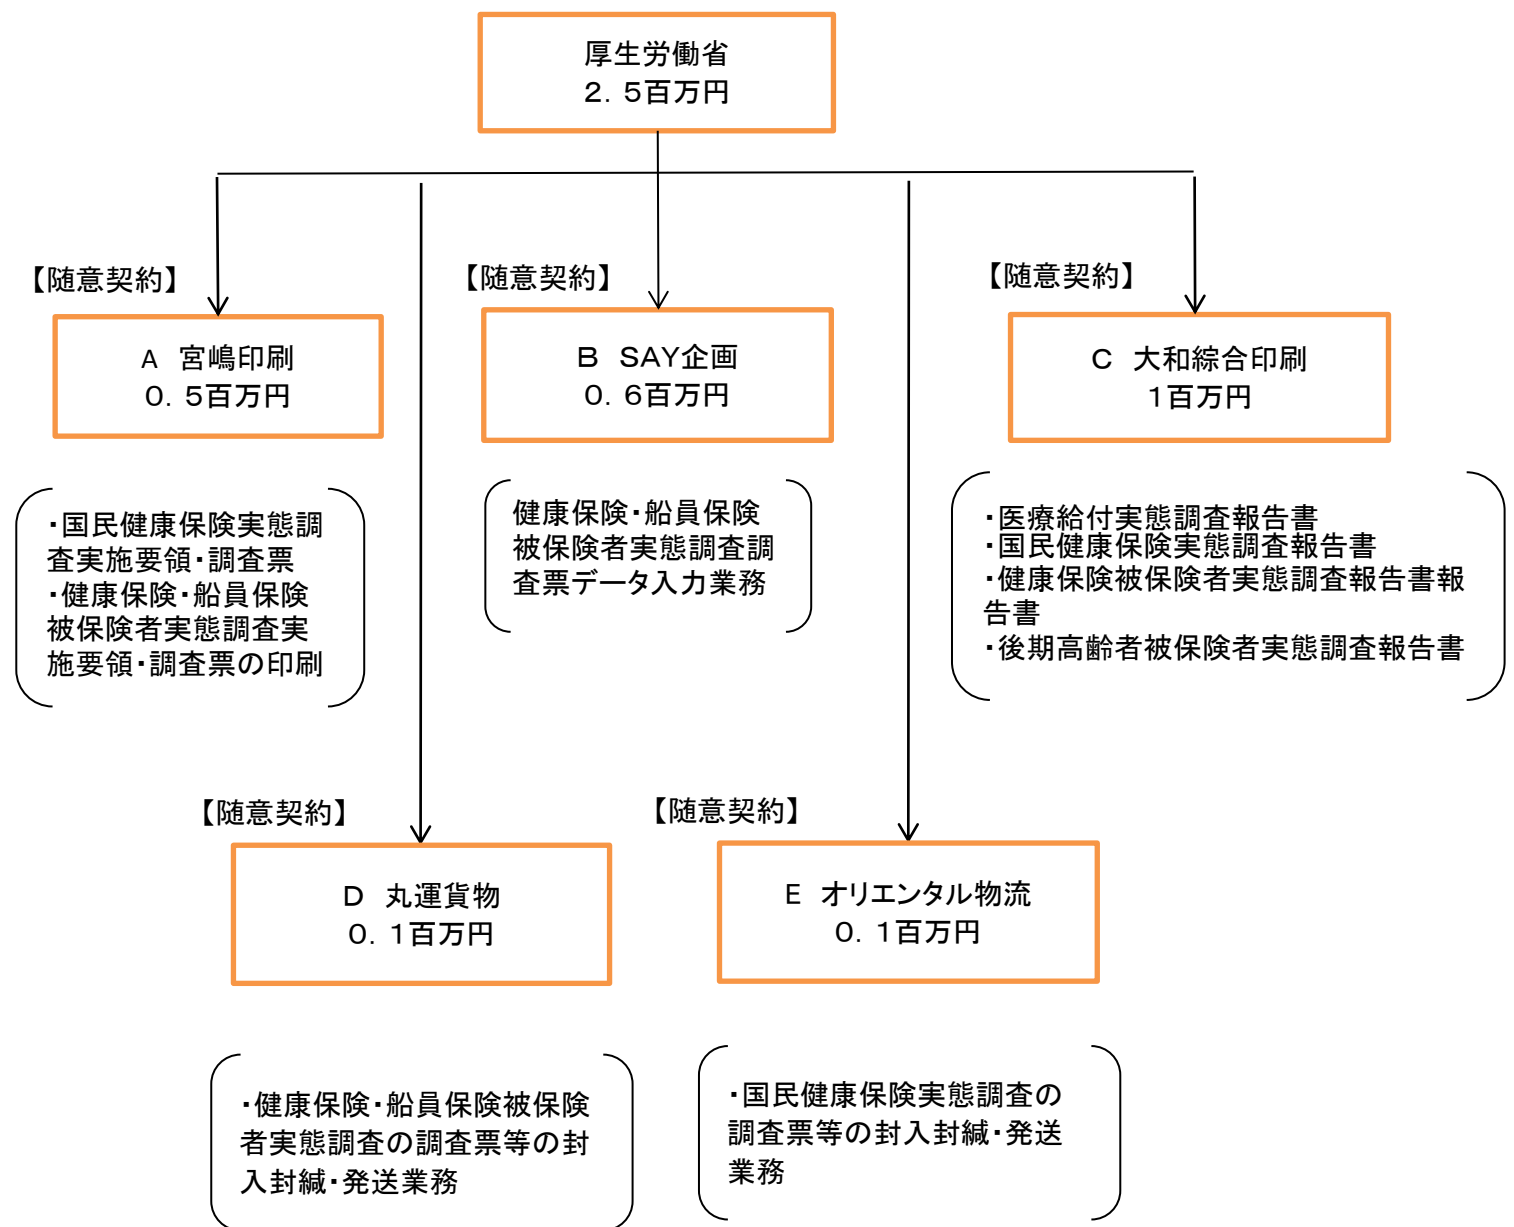 厚生労働省
２．５百万円
【随意契約】
A　宮嶋印刷
０．５百万円
・国民健康保険実態調
査実施要領・調査票
・健康保険・船員保険
被保険者実態調査実
施要領・調査票の印刷
【随意契約】
Ｂ　SAY企画
０．６百万円
健康保険・船員保険
被保険者実態調査調
査票データ入力業務
【随意契約】
Ｃ　大和綜合印刷
１百万円
・医療給付実態調査報告書
・国民健康保険実態調査報告書
・健康保険被保険者実態調査報告書報
告書
・後期高齢者被保険者実態調査報告書
【随意契約】
Ｄ　丸運貨物
０．１百万円
・健康保険・船員保険被保険
者実態調査の調査票等の封
入封緘・発送業務
【随意契約】
E　オリエンタル物流
０．１百万円
・国民健康保険実態調査の
調査票等の封入封緘・発送
業務